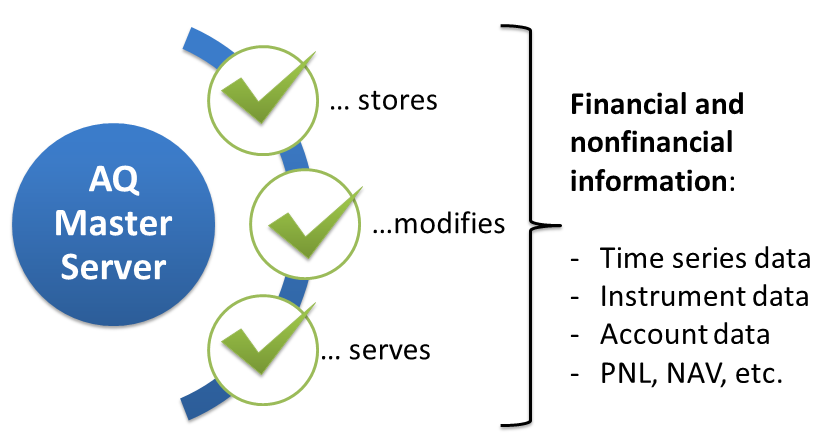 AQ
Master
Server
... stores
...modifies
... serves
Financial and
nonfinancial
information:
- Time series data
- Instrument data
- Account data
- PNL, NAV, etc.